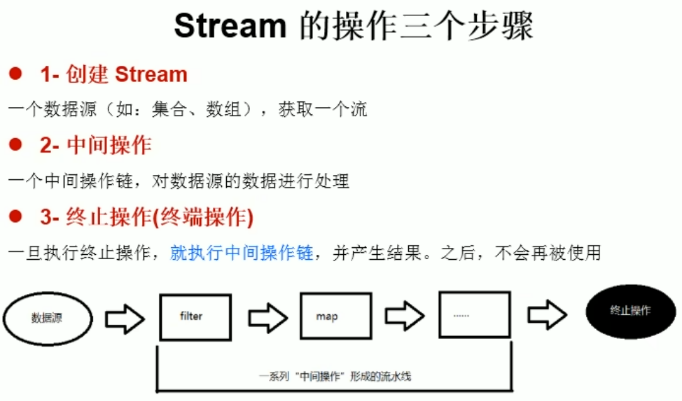 Stream 的操作三个步骤
1- 创建 Stream
一个数据源（如：集合、数组），获取一个流
2- 中间操作
一个中间操作链，对数据源的数据进行处理
3- 终止操作(终端操作)
一旦执行终止操作，就执行中间操作链，并产生结果。之后，不会再被使用
数据源
filter
map
......
终止操作
一系列“中间操作”形成的流水线